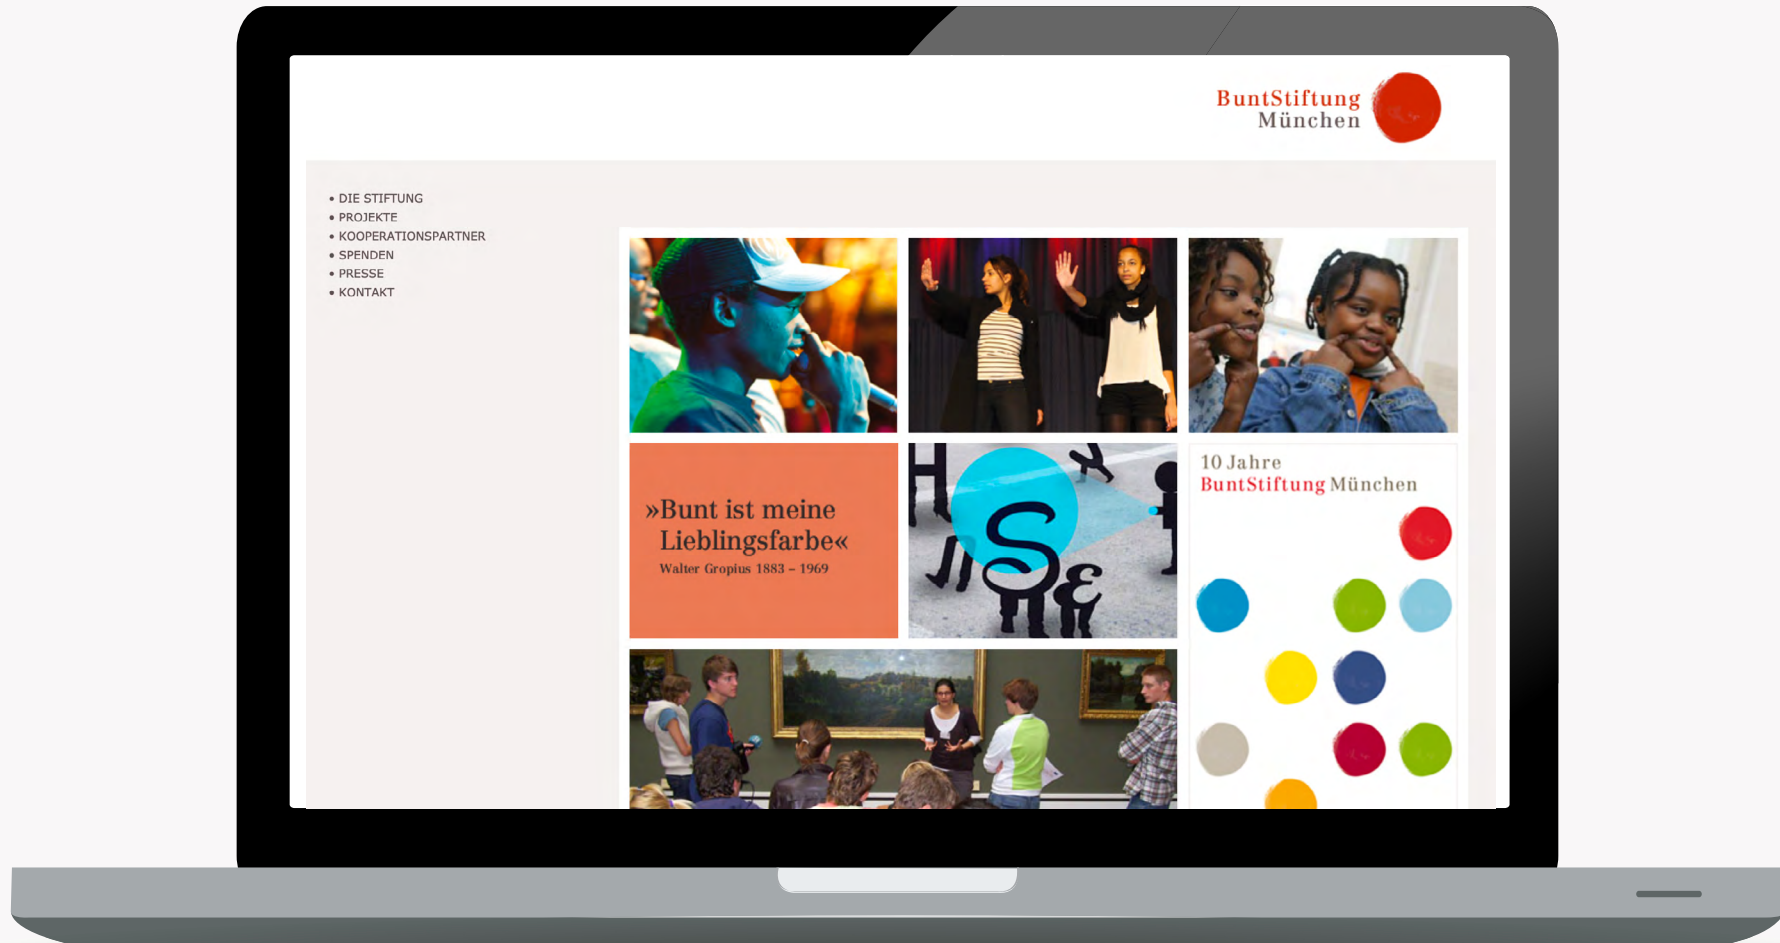 BuntStiftung
München
• DIE STIFTUNG
• PROJEKTE
• KOOPERATIONSPARTNER
• SPENDEN
• PRESSE
• KONTAKT
»Bunt ist meine
Lieblingsfarbe«
Walter Gropius 1883 – 1969
10 Jahre
BuntStiftung München